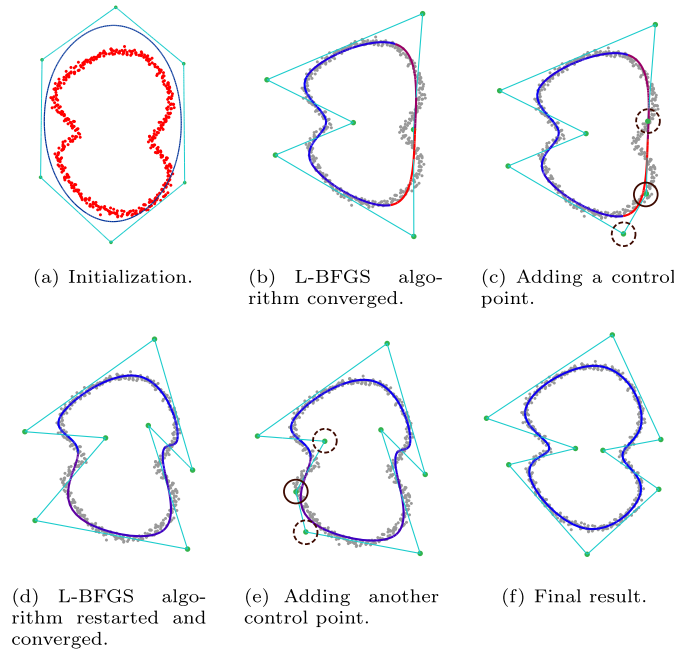 (a) Initialization.
(b) L-BFGS algo-
rithm converged.
(c) Adding a control
point.
(d) L-BFGS algo-
rithm restarted and
converged.
(e) Adding another
control point.
(f) Final result.